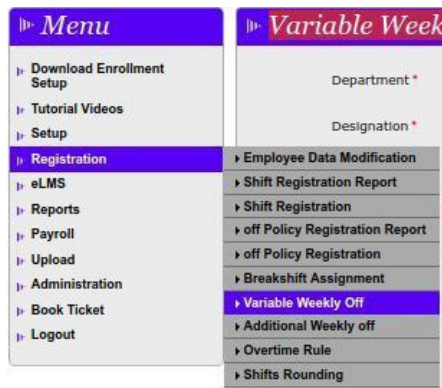 Menu
Download Enrollment
Setup
Tutorial Videos
Setup
Registration
eLMS
Reports
Payroll
Upload
Administration
Book Ticket
Logout
Variable Week
Department *
Designation *
Employee Data Modification
Shift Registration Report
Shift Registration
off Policy Registration Report
off Policy Registration
Breakshift Assignment
Variable Weekly Off
Additional Weekly off
Overtime Rule
Shifts Rounding